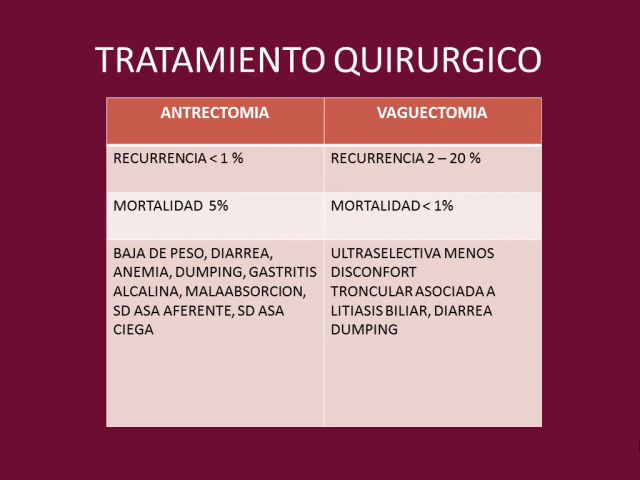 TRATAMIENTO QUIRURGICO
ANTRECTOMIA
VAGUECTOMIA
RECURRENCIA < 1 %
RECURRENCIA 2 – 20 %
MORTALIDAD 5%
MORTALIDAD < 1%
BAJA DE PESO, DIARREA,
ANEMIA, DUMPING, GASTRITIS
ALCALINA, MALAABSORCION,
SD ASA AFERENTE, SD ASA
CIEGA
ULTRASELECTIVA MENOS
DISCONFORT
TRONCULAR ASOCIADA A
LITIASIS BILIAR, DIARREA
DUMPING